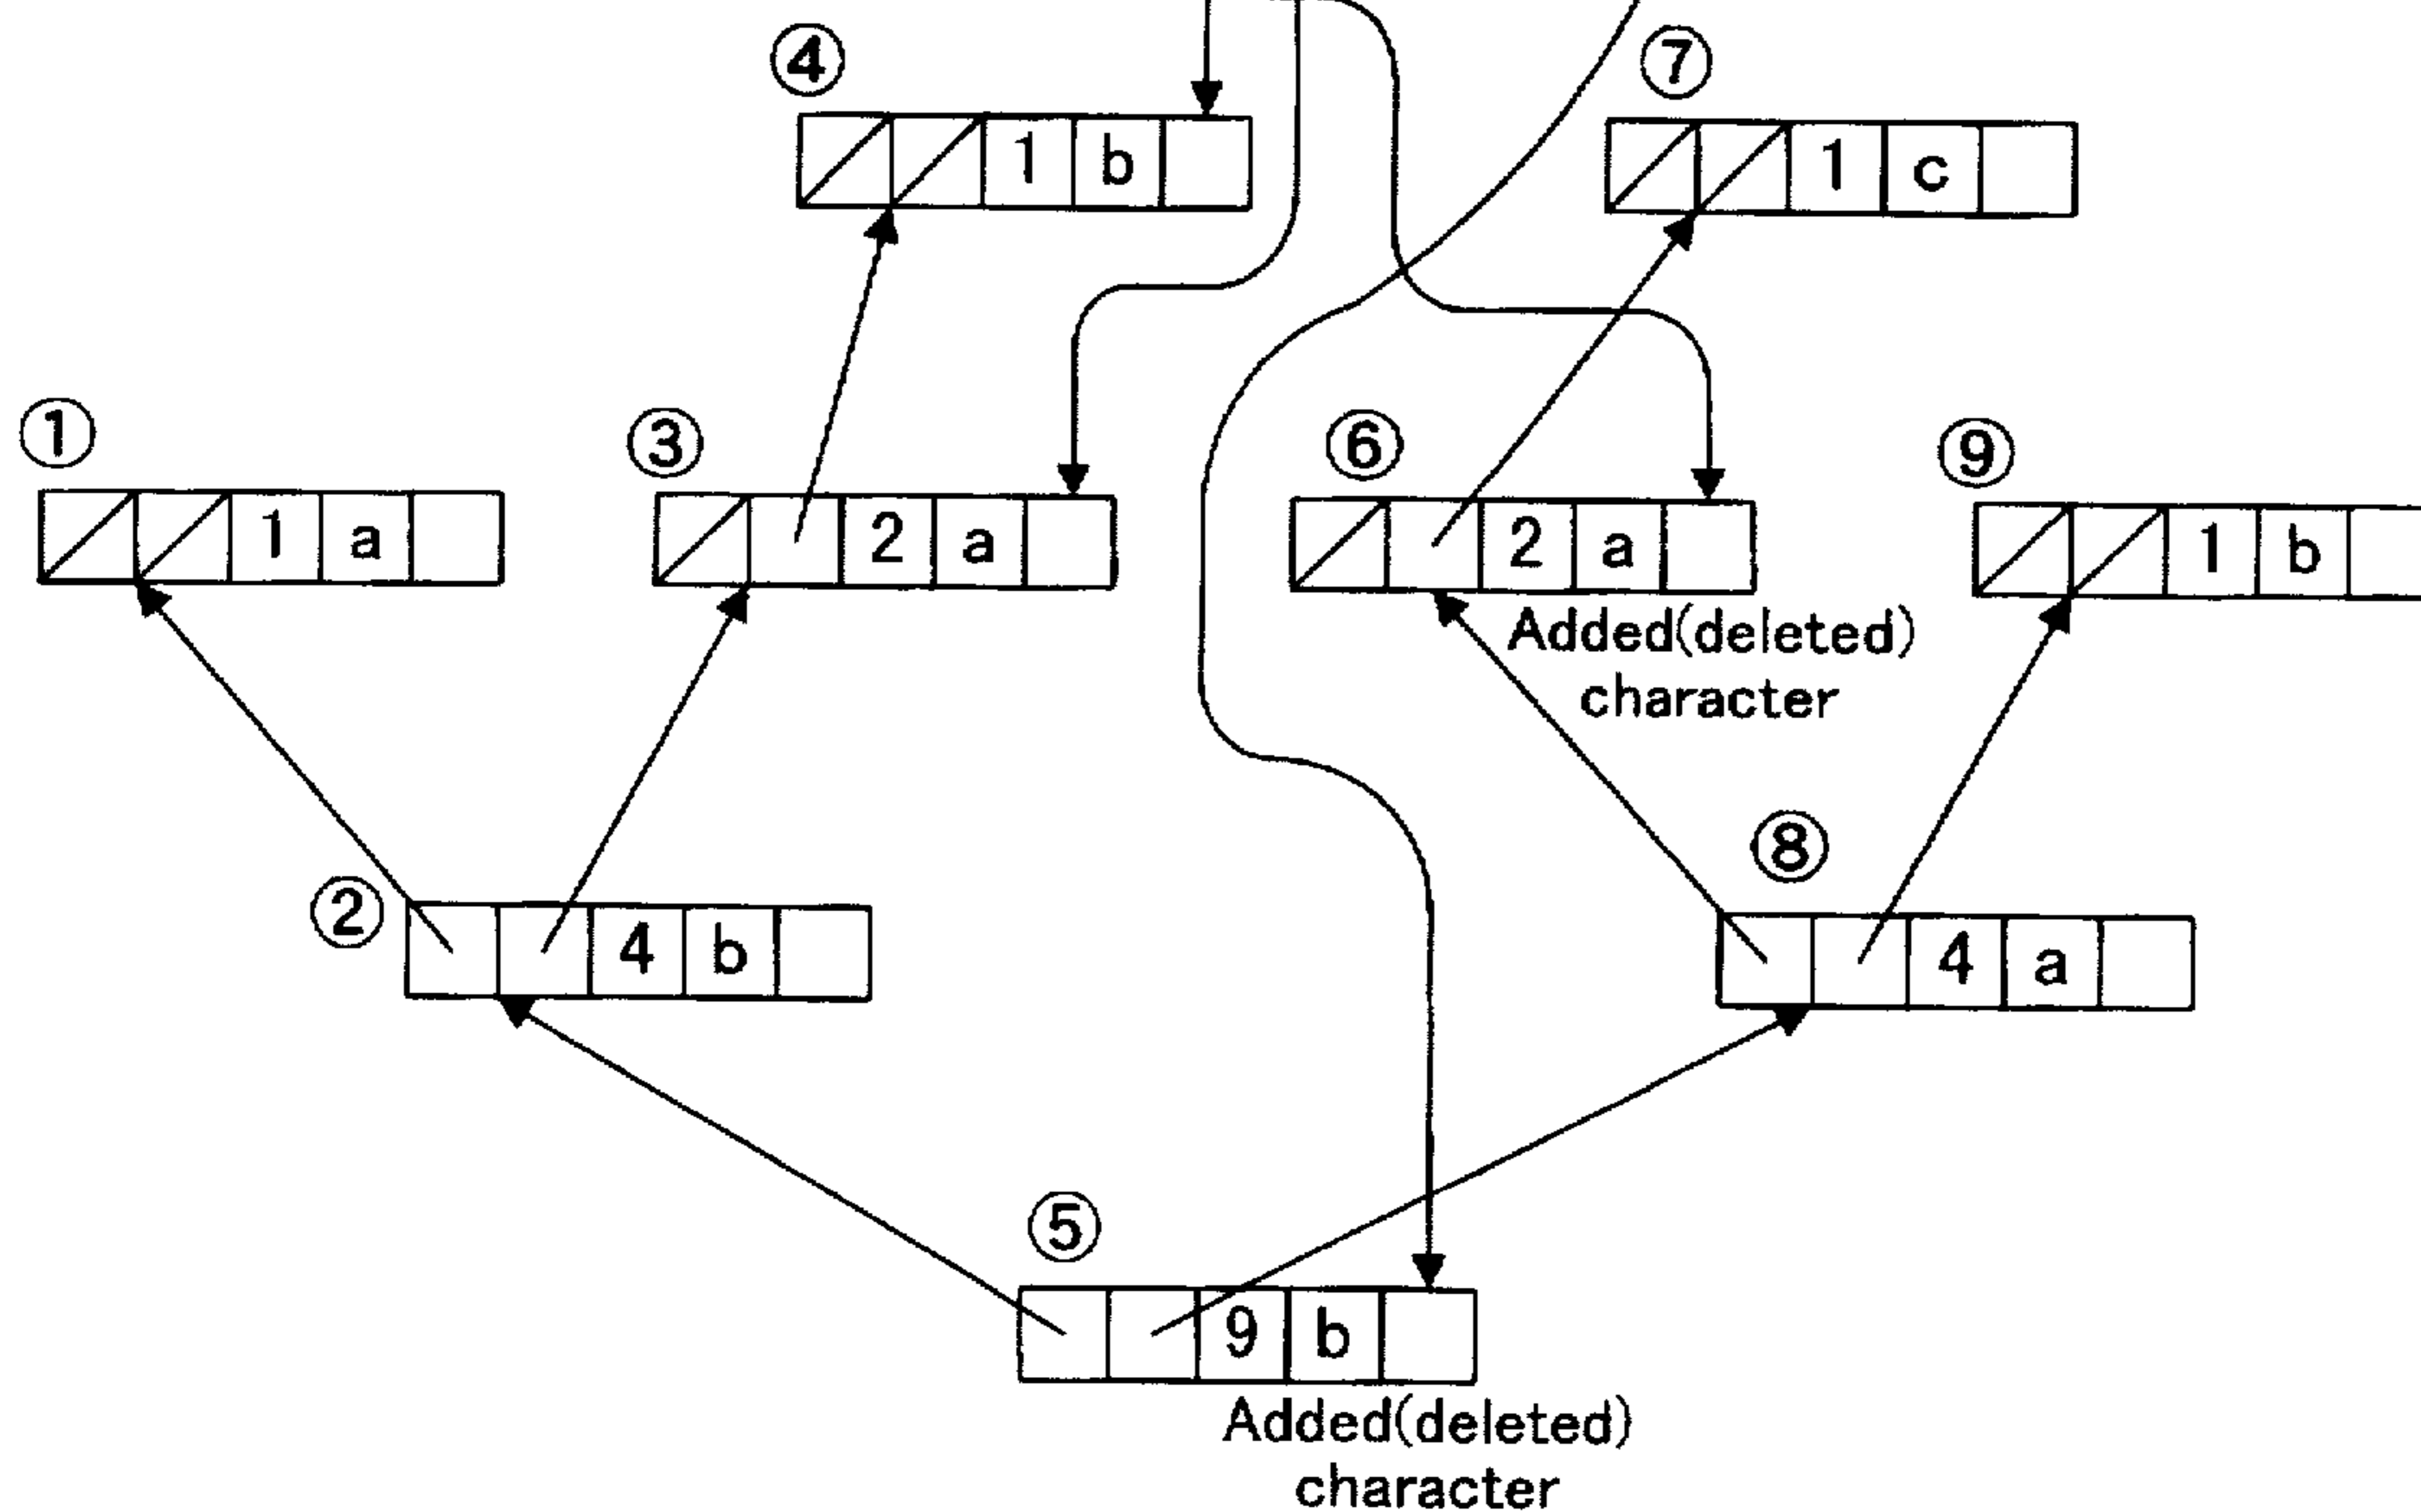 ④
⑦
1 b
1 c
①
③
⑥
⑨
1 a
2 a
2 a
1 b
Added(deleted)
character
⑧
②
4 b
4 a
⑤
9 b
Added(deleted)
character